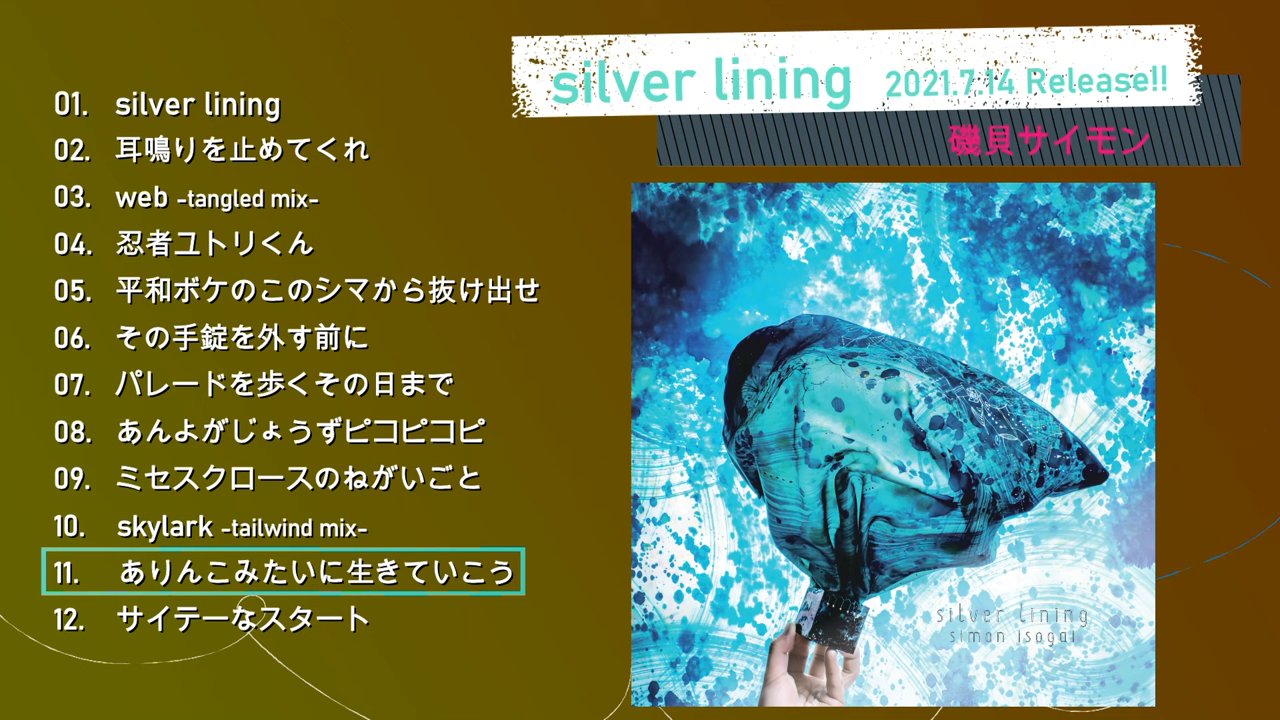 silver lining 2021.7.14 Release!!
磯貝サイモン
01. silver lining
02. 耳鳴りを止めてくれ
03. web -tangled mix-
04. 忍者ユトリくん
05. 平和ボケのこのシマから抜け出せ
06. その手錠を外す前に
07. パレードを歩くその日まで
08. あんよがじょうずピコピコピ
09. ミセスクロースのねがいごと
10. skylark -tailwind mix-
11. ありんこみたいに生きていこう
12. サイテーなスタート
silver lining
simon isogai